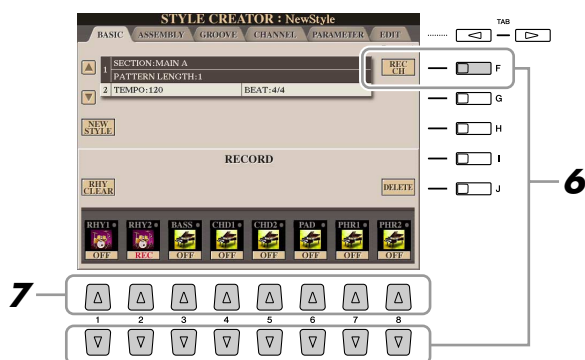 STYLE CREATOR : NewStyle
BASIC ASSEMBLY GROOVE CHANNEL PARAMETER EDIT
TAB
1 SECTION:MAIN A
PATTERN LENGTH:1
2 TEMPO:120 BEAT:4/4
REC CH
F
G
NEW STYLE
H
RECORD
I
RHY CLEAR
DELETE
J
6
RHY1 RHY2 BASS CHD1 CHD2 PAD PHR1 PHR2
OFF REC OFF OFF OFF OFF OFF OFF
7
1 2 3 4 5 6 7 8